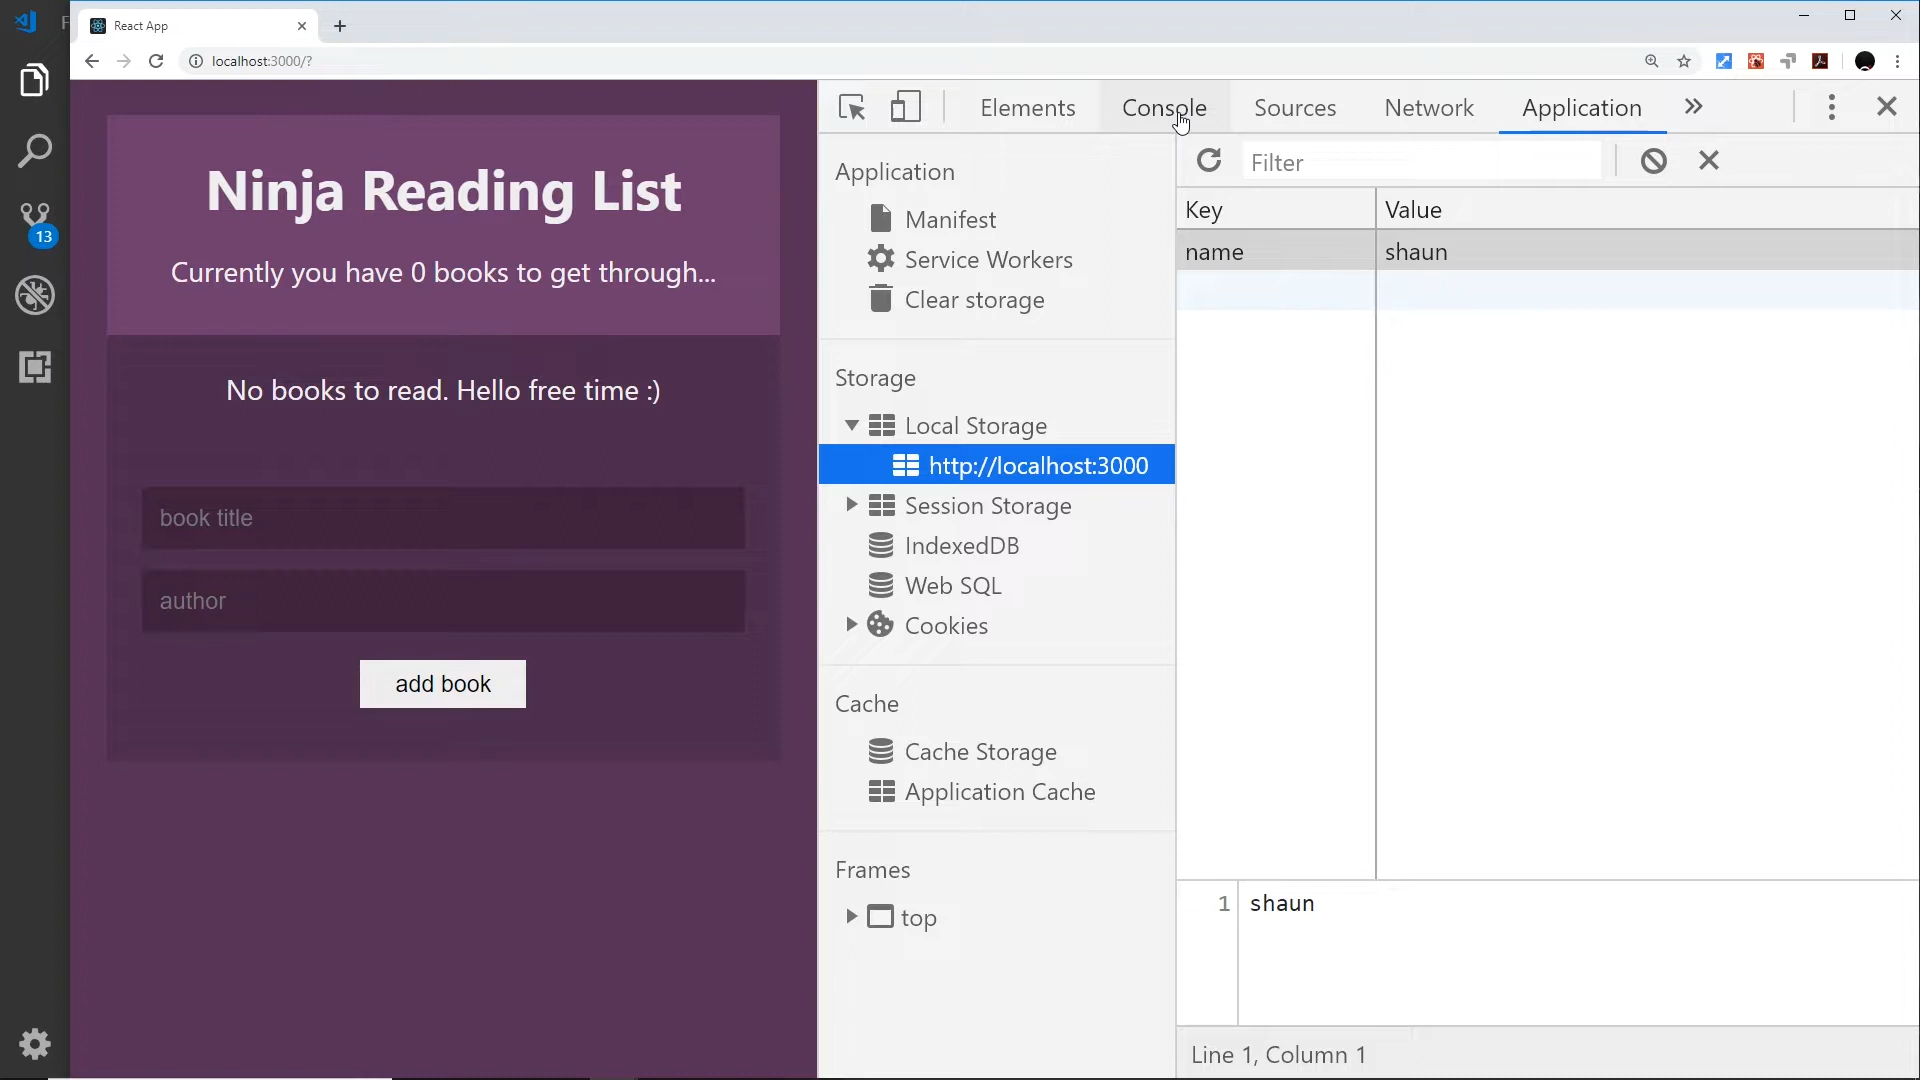 F
React App
localhost:3000/?
13
Ninja Reading List
Currently you have 0 books to get through...
No books to read. Hello free time :)
book title
author
add book
Elements
Console
Sources
Network
Application
Application
Manifest
Service Workers
Clear storage
Storage
Local Storage
http://localhost:3000
Session Storage
IndexedDB
Web SQL
Cookies
Cache
Cache Storage
Application Cache
Frames
top
Filter
Key Value
name shaun
1 shaun
Line 1, Column 1